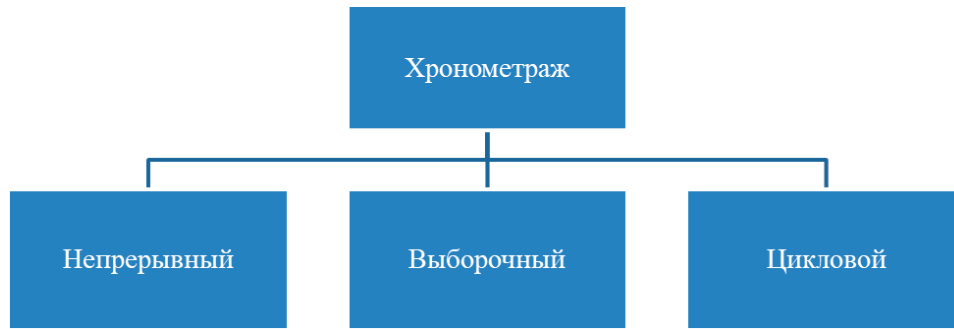 Хронометраж
Непрерывный
Выборочный
Цикловой